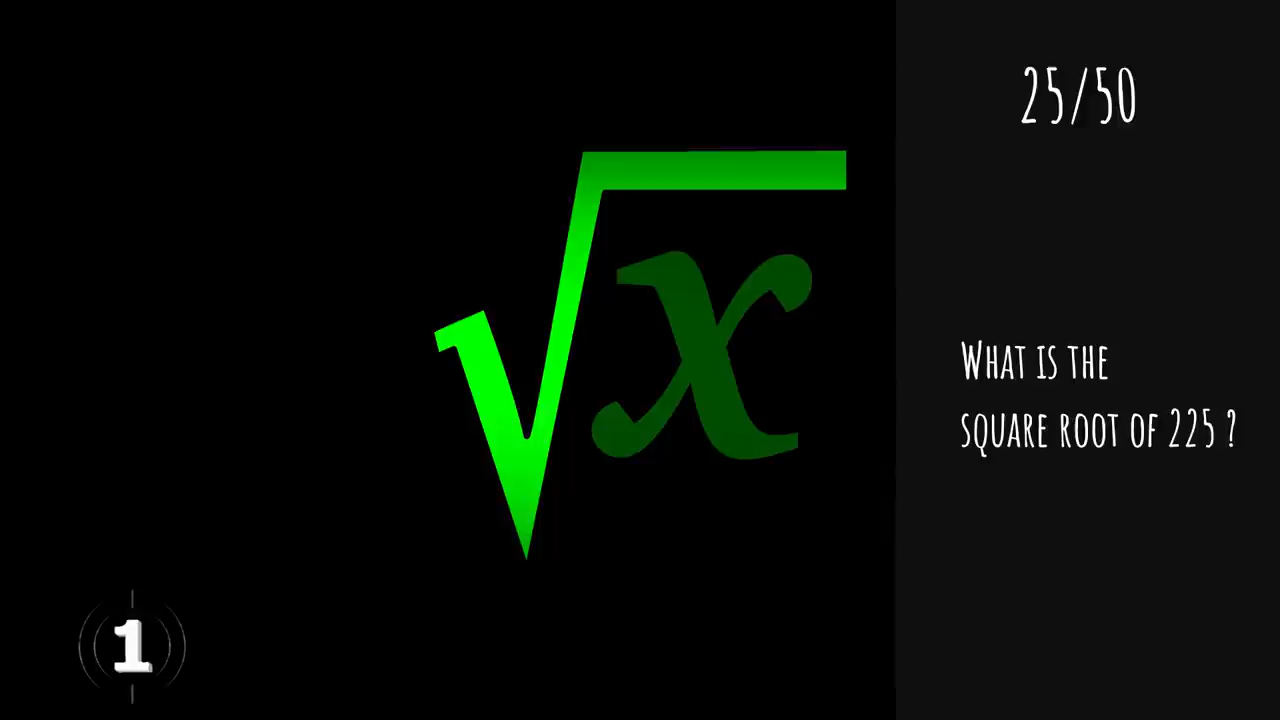 25/50
√x
What is the
square root of 225 ?
1